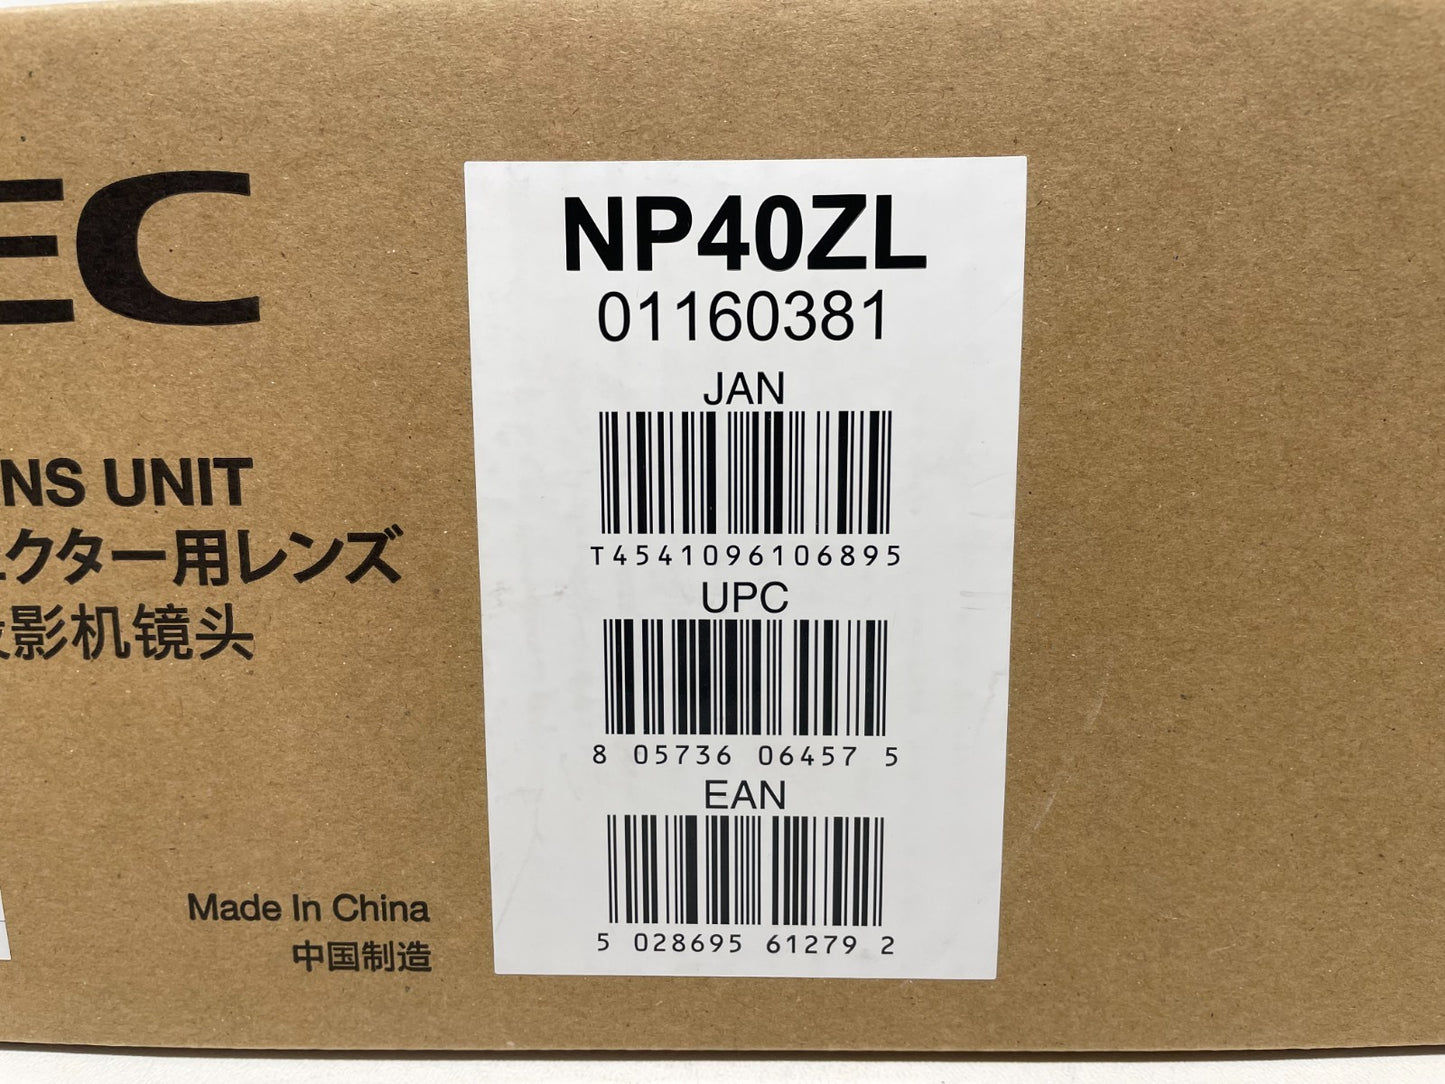 EC
NS UNIT
ェクター用レンズ
投影机镜头
Made In China
中国制造
NP40ZL
01160381
JAN
T4541096106895
UPC
8 05736 06457 5
EAN
5 028695 61279 2